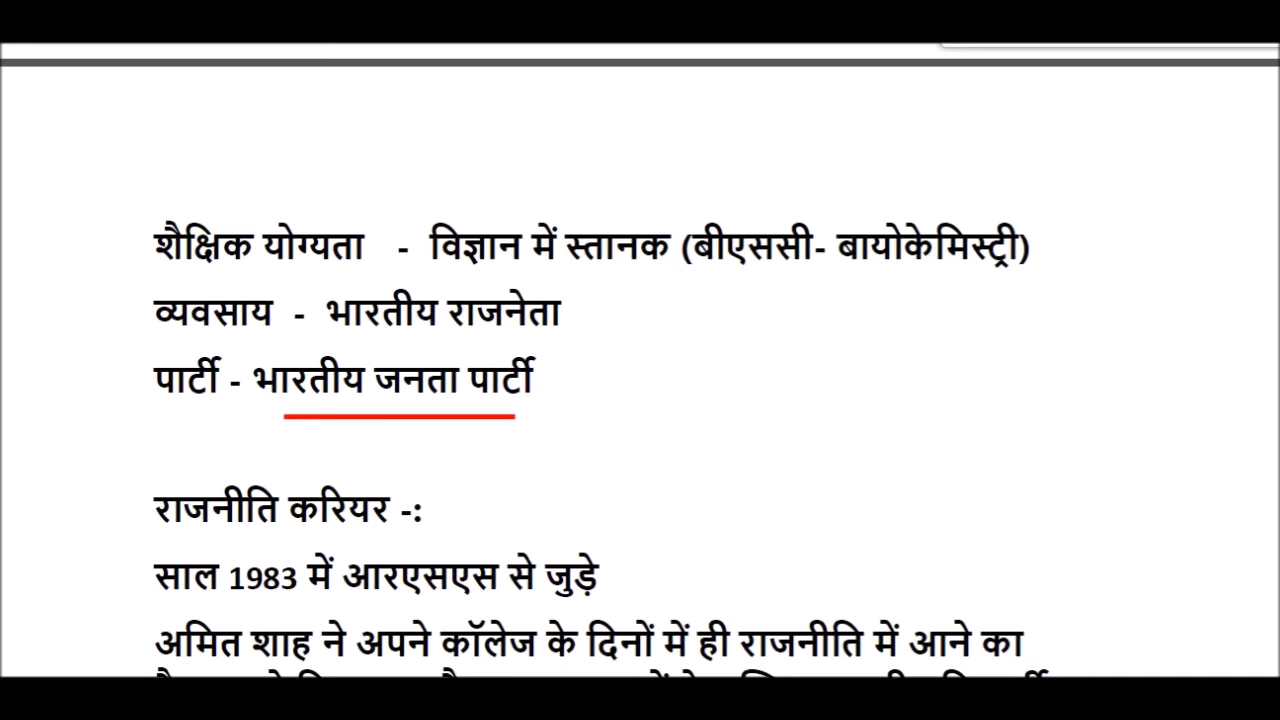 शैक्षिक योग्यता - विज्ञान में स्तानक (बीएससी- बायोकेमिस्ट्री)
व्यवसाय - भारतीय राजनेता
पार्टी - भारतीय जनता पार्टी
राजनीति करियर -:
साल 1983 में आरएसएस से जुड़े
अमित शाह ने अपने कॉलेज के दिनों में ही राजनीति में आने का